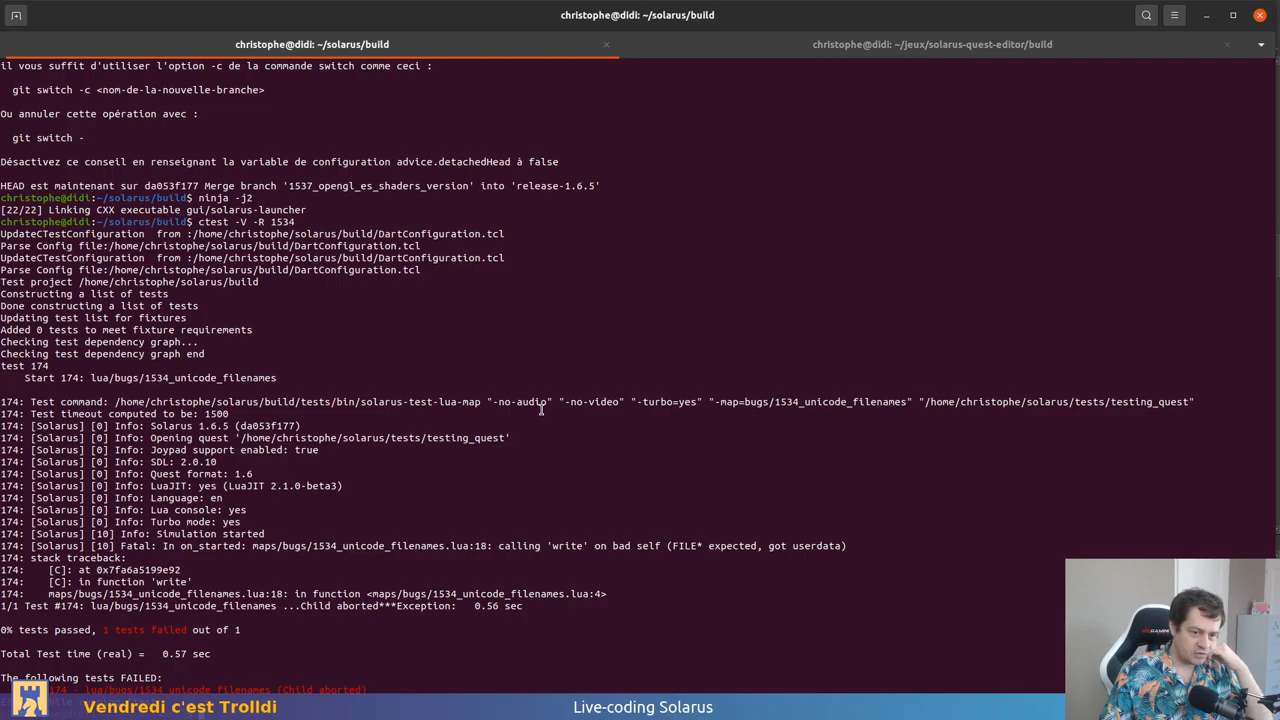 christophe@didi: ~/solarus/build
christophe@didi: ~/solarus/build
christophe@didi: ~/jeux/solarus-quest-editor/build
il vous suffit d'utiliser l'option -c de la commande switch comme ceci :
git switch -c <nom-de-la-nouvelle-branche>
Ou annuler cette opération avec :
git switch -
Désactivez ce conseil en renseignant la variable de configuration advice.detachedHead à false
HEAD est maintenant sur da053f177 Merge branch '1537_opengl_es_shaders_version' into 'release-1.6.5'
christophe@didi:~/solarus/build$ ninja -j2
[22/22] Linking CXX executable gui/solarus-launcher
christophe@didi:~/solarus/build$ ctest -V -R 1534
UpdateCTestConfiguration  from :/home/christophe/solarus/build/DartConfiguration.tcl
Parse Config file:/home/christophe/solarus/build/DartConfiguration.tcl
UpdateCTestConfiguration  from :/home/christophe/solarus/build/DartConfiguration.tcl
Parse Config file:/home/christophe/solarus/build/DartConfiguration.tcl
Test project /home/christophe/solarus/build
Constructing a list of tests
Done constructing a list of tests
Updating test list for fixtures
Added 0 tests to meet fixture requirements
Checking test dependency graph...
Checking test dependency graph end
test 174
Start 174: lua/bugs/1534_unicode_filenames
174: Test command: /home/christophe/solarus/build/tests/bin/solarus-test-lua-map "-no-audio" "-no-video" "-turbo=yes" "-map=bugs/1534_unicode_filenames" "/home/christophe/solarus/tests/testing_quest"
174: Test timeout computed to be: 1500
174: [Solarus] [0] Info: Solarus 1.6.5 (da053f177)
174: [Solarus] [0] Info: Opening quest '/home/christophe/solarus/tests/testing_quest'
174: [Solarus] [0] Info: Joypad support enabled: true
174: [Solarus] [0] Info: SDL: 2.0.10
174: [Solarus] [0] Info: Quest format: 1.6
174: [Solarus] [0] Info: LuaJIT: yes (LuaJIT 2.1.0-beta3)
174: [Solarus] [0] Info: Language: en
174: [Solarus] [0] Info: Lua console: yes
174: [Solarus] [0] Info: Turbo mode: yes
174: [Solarus] [10] Info: Simulation started
174: [Solarus] [10] Fatal: In on_started: maps/bugs/1534_unicode_filenames.lua:18: calling 'write' on bad self (FILE* expected, got userdata)
174: stack traceback:
174:    [C]: at 0x7fa6a5199e92
174:    [C]: in function 'write'
174:    maps/bugs/1534_unicode_filenames.lua:18: in function <maps/bugs/1534_unicode_filenames.lua:4>
1/1 Test #174: lua/bugs/1534_unicode_filenames ...Child aborted***Exception:   0.56 sec
0% tests passed, 1 tests failed out of 1
Total Test time (real) =   0.57 sec
The following tests FAILED:
174 - lua/bugs/1534_unicode_filenames (Child aborted)
Vendredi c'est Trolldi
Live-coding Solarus